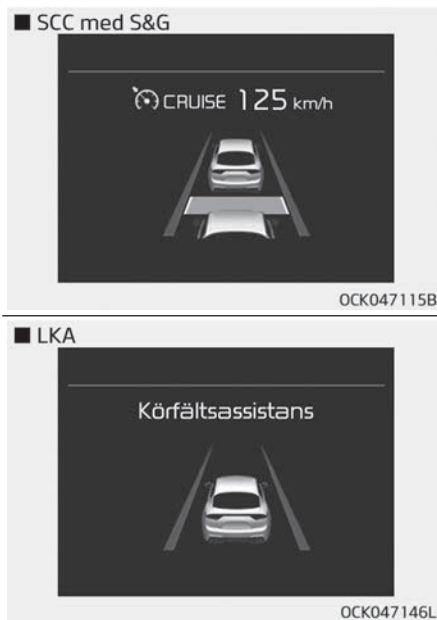 ■ SCC med S&G
CRUISE 125 km/h
OCK047115B
■ LKA
Körfältsassistans
OCK047146L